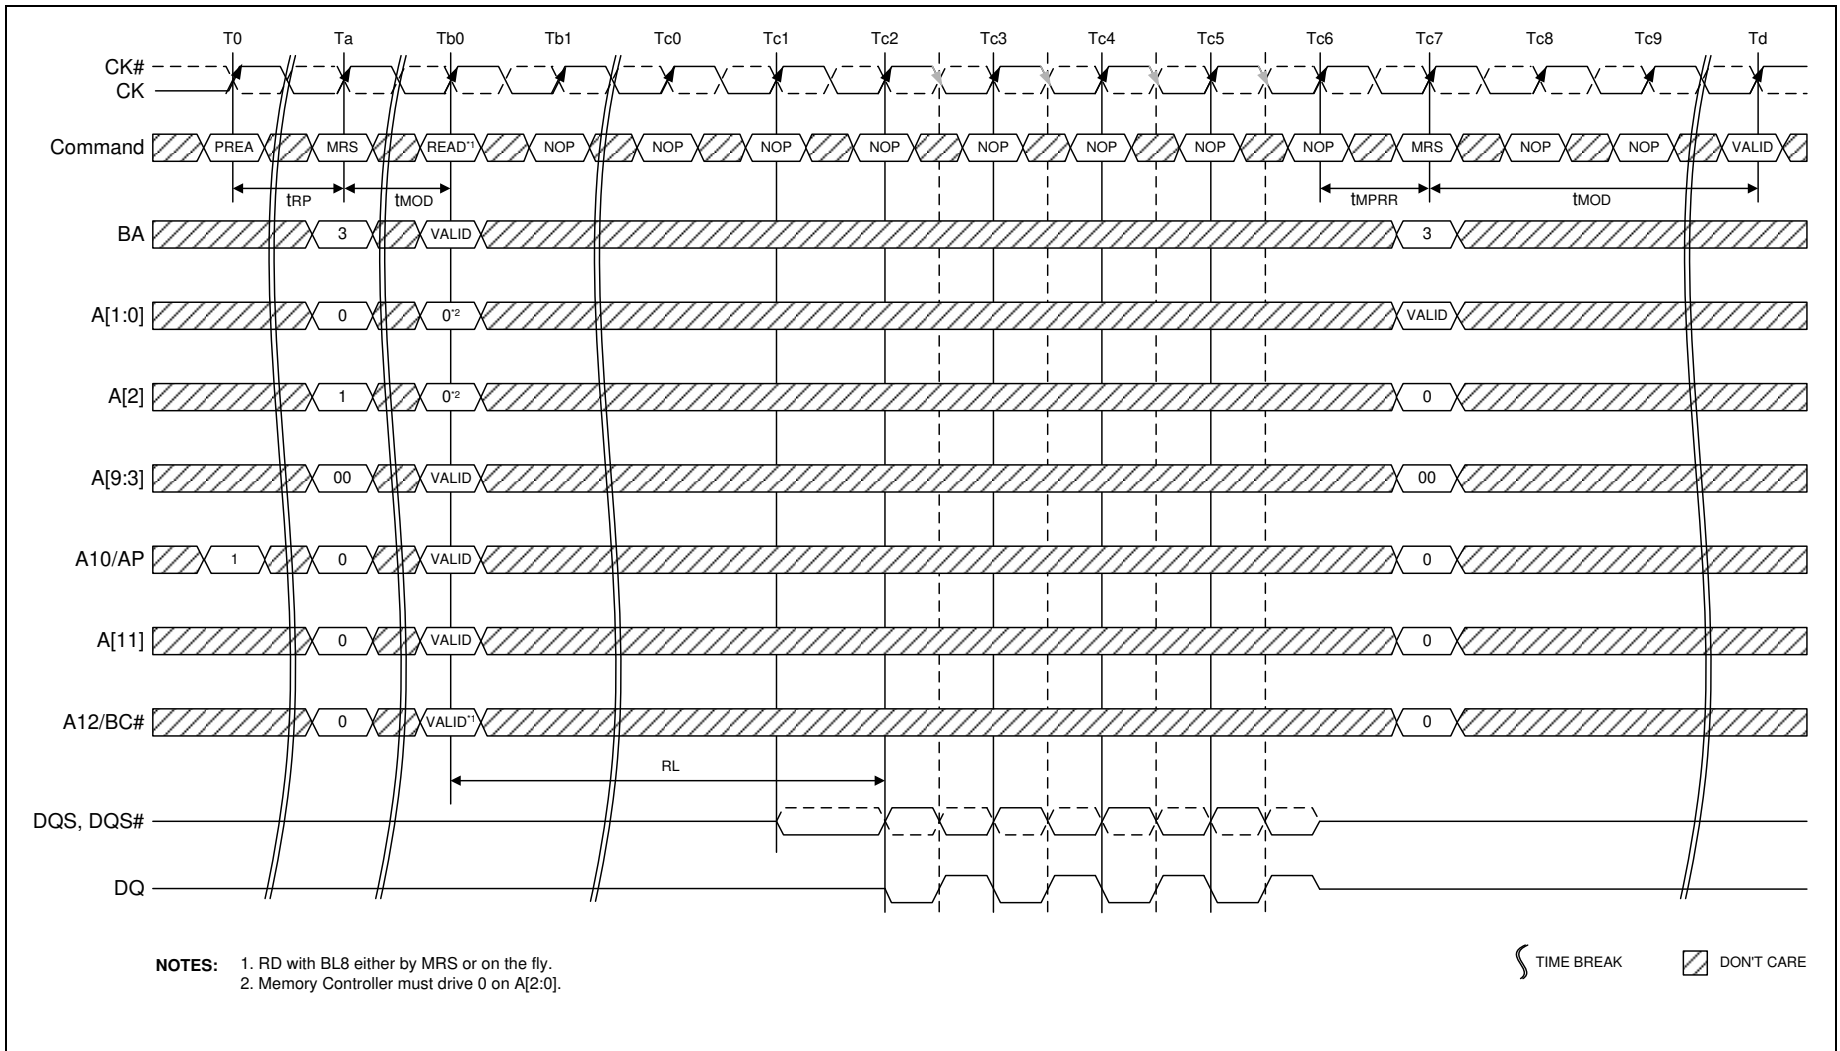 T0 Ta Tb0 Tb1 Tc0 Tc1 Tc2 Tc3 Tc4 Tc5 Tc6 Tc7 Tc8 Tc9 Td
CK#
CK
Command PREA MRS READ*1 NOP NOP NOP NOP NOP NOP NOP NOP MRS NOP NOP VALID
tRP tMOD tMPRR tMOD
BA 3 VALID 3
A[1:0] 0 0*2 VALID
A[2] 1 0*2 0
A[9:3] 00 VALID 00
A10/AP 1 0 VALID 0
A[11] 0 VALID 0
A12/BC# 0 VALID*1 0
RL
DQS, DQS#
DQ
NOTES: 1. RD with BL8 either by MRS or on the fly.
2. Memory Controller must drive 0 on A[2:0].
TIME BREAK DON'T CARE